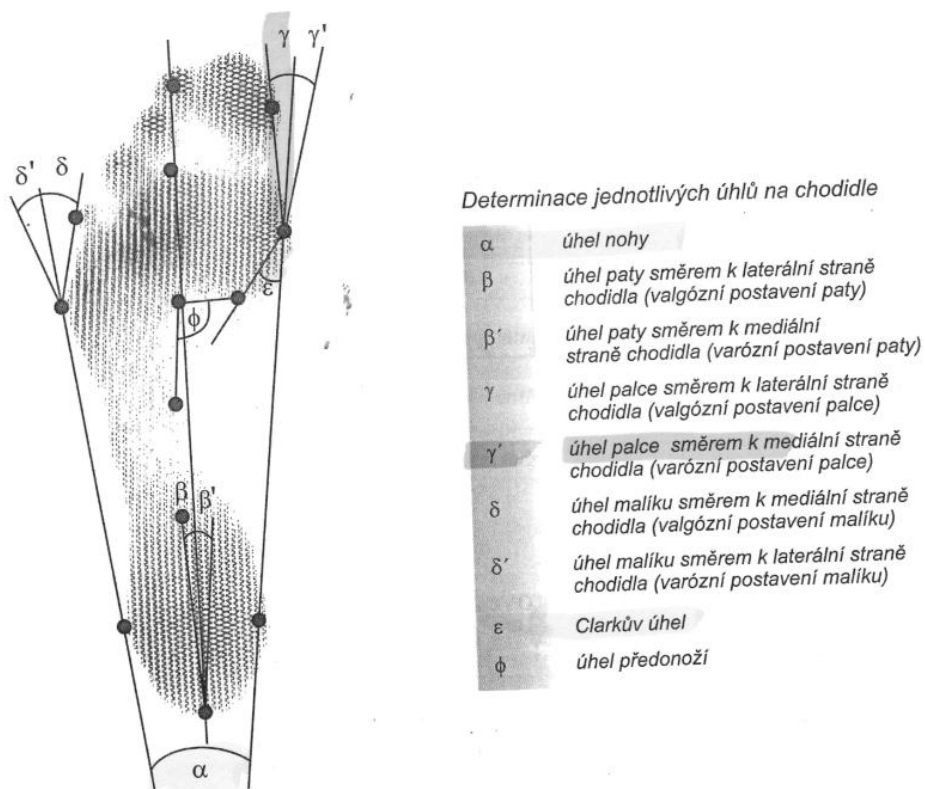 γ γ'
δ' δ
ε
ϕ
β β'
α
Determinace jednotlivých úhlů na chodidle
α úhel nohy
β úhel paty směrem k laterální straně
chodidla (valgózní postavení paty)
β´ úhel paty směrem k mediální
straně chodidla (varózní postavení paty)
γ úhel palce směrem k laterální straně
chodidla (valgózní postavení palce)
γ´ úhel palce směrem k mediální straně
chodidla (varózní postavení palce)
δ úhel malíku směrem k mediální straně
chodidla (valgózní postavení malíku)
δ´ úhel malíku směrem k laterální straně
chodidla (varózní postavení malíku)
ε Clarkův úhel
ϕ úhel předonoží